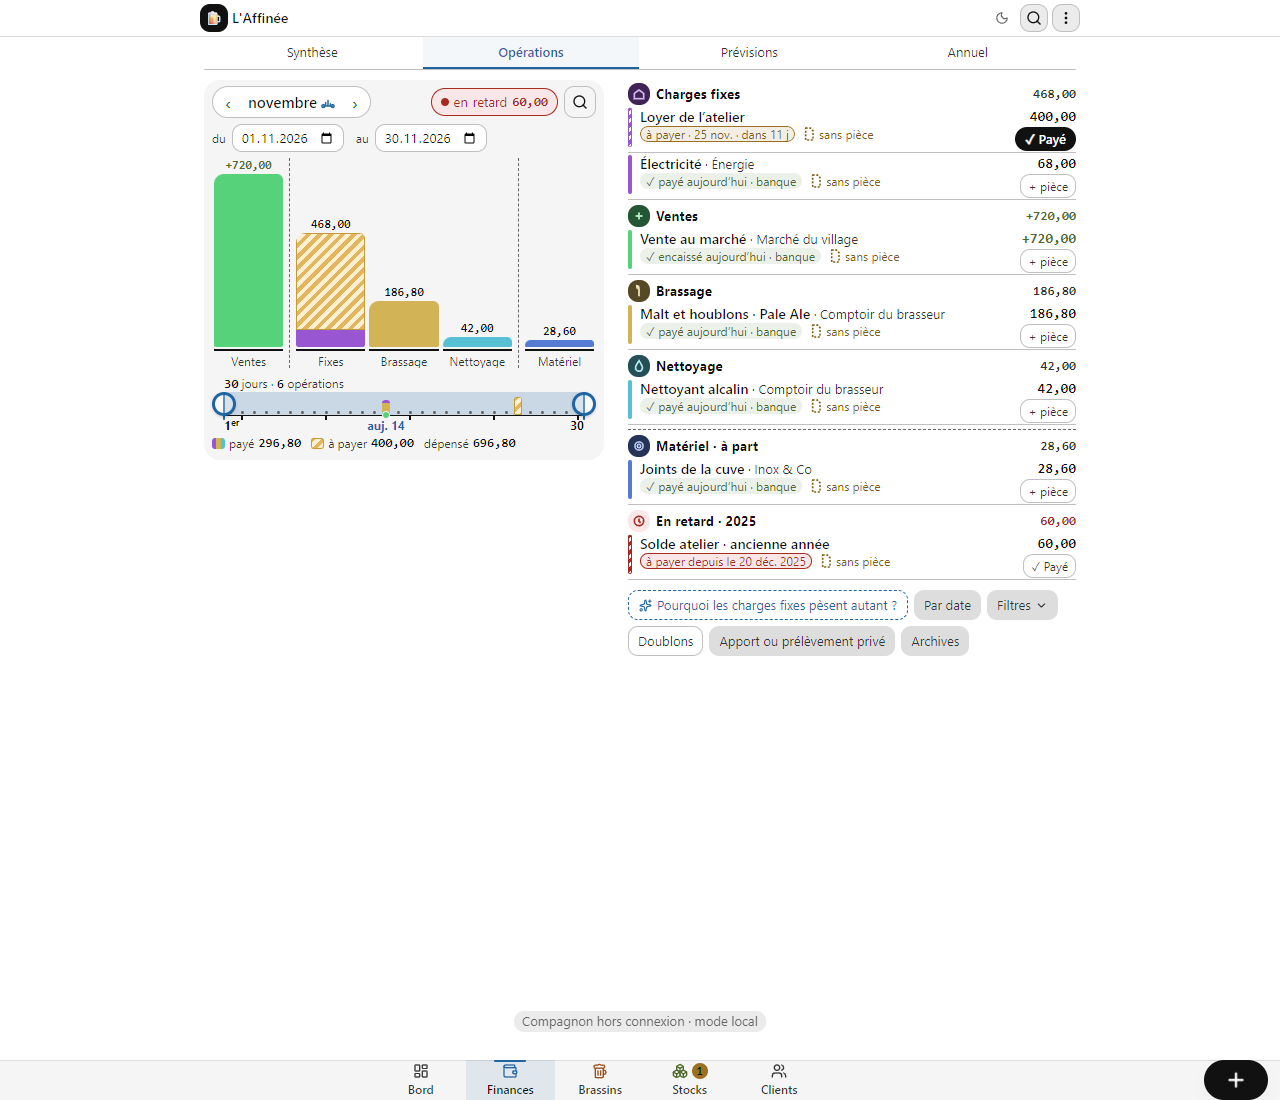 L'Affinée
Synthèse
Opérations
Prévisions
Annuel
novembre
en retard 60,00
du 01.11.2026 au 30.11.2026
+720,00
468,00
186,80
42,00
28,60
Ventes
Fixes
Brassage
Nettoyage
Matériel
30 jours · 6 opérations
1er
auj. 14
30
payé 296,80 à payer 400,00 dépensé 696,80
Charges fixes 468,00
Loyer de l’atelier 400,00
à payer · 25 nov. · dans 11 j sans pièce ✓ Payé
Électricité · Énergie 68,00
✓ payé aujourd’hui · banque sans pièce + pièce
Ventes +720,00
Vente au marché · Marché du village +720,00
✓ encaissé aujourd’hui · banque sans pièce + pièce
Brassage 186,80
Malt et houblons · Pale Ale · Comptoir du brasseur 186,80
✓ payé aujourd’hui · banque sans pièce + pièce
Nettoyage 42,00
Nettoyant alcalin · Comptoir du brasseur 42,00
✓ payé aujourd’hui · banque sans pièce + pièce
Matériel · à part 28,60
Joints de la cuve · Inox & Co 28,60
✓ payé aujourd’hui · banque sans pièce + pièce
En retard · 2025 60,00
Solde atelier · ancienne année 60,00
à payer depuis le 20 déc. 2025 sans pièce ✓ Payé
Pourquoi les charges fixes pèsent autant ? Par date Filtres
Doublons Apport ou prélèvement privé Archives
Compagnon hors connexion · mode local
Bord
Finances
Brassins
Stocks 1
Clients